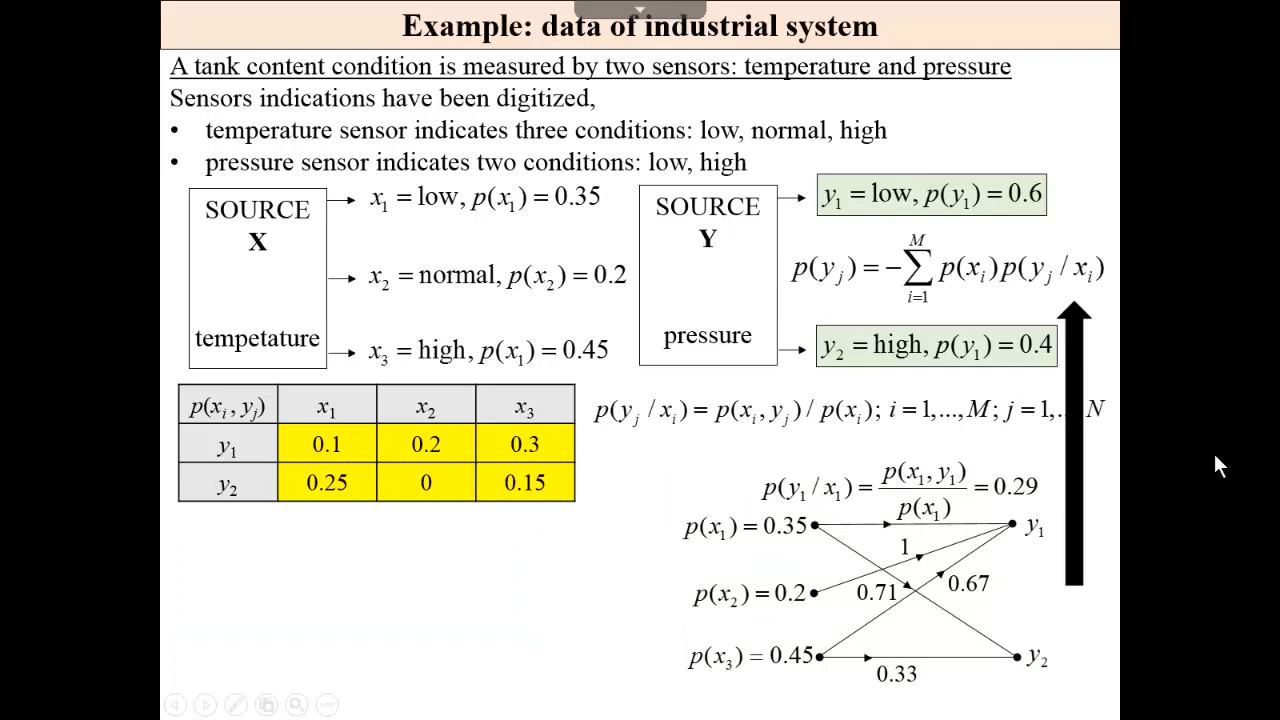 Example: data of industrial system
A tank content condition is measured by two sensors: temperature and pressure
Sensors indications have been digitized,
• temperature sensor indicates three conditions: low, normal, high
• pressure sensor indicates two conditions: low, high
SOURCE
X
tempetature
x₁ = low, p(x₁) = 0.35
x₂ = normal, p(x₂) = 0.2
x₃ = high, p(x₁) = 0.45
SOURCE
Y
pressure
y₁ = low, p(y₁) = 0.6
p(yⱼ) = −∑ᵢ₌₁ᴹ p(xᵢ)p(yⱼ / xᵢ)
y₂ = high, p(y₁) = 0.4
p(xᵢ, yⱼ) x₁ x₂ x₃
y₁ 0.1 0.2 0.3
y₂ 0.25 0 0.15
p(yⱼ / xᵢ) = p(xᵢ, yⱼ) / p(xᵢ); i = 1,..., M; j = 1,.. N
p(y₁ / x₁) = p(x₁, y₁) / p(x₁) = 0.29
p(x₁) = 0.35 y₁
1
p(x₂) = 0.2 0.71 0.67
p(x₃) = 0.45 y₂
0.33